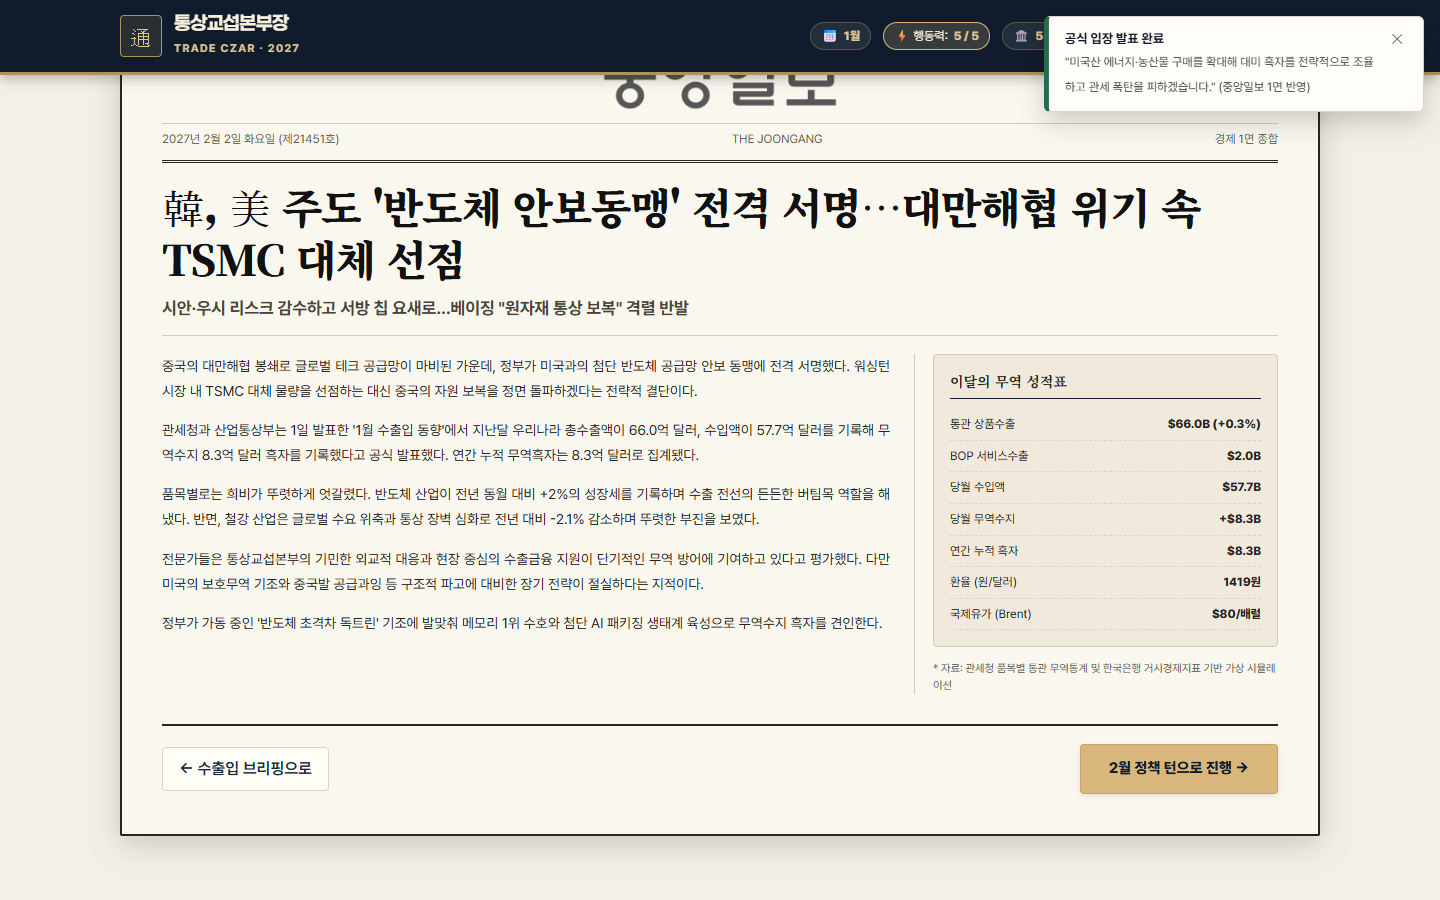 通
통상교섭본부장
TRADE CZAR · 2027
1월
행동력: 5 / 5
5
공식 입장 발표 완료
"미국산 에너지·농산물 구매를 확대해 대미 흑자를 전략적으로 조율
하고 관세 폭탄을 피하겠습니다." (중앙일보 1면 반영)
중앙일보
2027년 2월 2일 화요일 (제21451호)
THE JOONGANG
경제 1면 종합
韓, 美 주도 '반도체 안보동맹' 전격 서명…대만해협 위기 속
TSMC 대체 선점
시안·우시 리스크 감수하고 서방 칩 요새로...베이징 "원자재 통상 보복" 격렬 반발
중국의 대만해협 봉쇄로 글로벌 테크 공급망이 마비된 가운데, 정부가 미국과의 첨단 반도체 공급망 안보 동맹에 전격 서명했다. 워싱턴
시장 내 TSMC 대체 물량을 선점하는 대신 중국의 자원 보복을 정면 돌파하겠다는 전략적 결단이다.
관세청과 산업통상부는 1일 발표한 '1월 수출입 동향'에서 지난달 우리나라 총수출액이 66.0억 달러, 수입액이 57.7억 달러를 기록해 무
역수지 8.3억 달러 흑자를 기록했다고 공식 발표했다. 연간 누적 무역흑자는 8.3억 달러로 집계됐다.
품목별로는 희비가 뚜렷하게 엇갈렸다. 반도체 산업이 전년 동월 대비 +2%의 성장세를 기록하며 수출 전선의 든든한 버팀목 역할을 해
냈다. 반면, 철강 산업은 글로벌 수요 위축과 통상 장벽 심화로 전년 대비 -2.1% 감소하며 뚜렷한 부진을 보였다.
전문가들은 통상교섭본부의 기민한 외교적 대응과 현장 중심의 수출금융 지원이 단기적인 무역 방어에 기여하고 있다고 평가했다. 다만
미국의 보호무역 기조와 중국발 공급과잉 등 구조적 파고에 대비한 장기 전략이 절실하다는 지적이다.
정부가 가동 중인 '반도체 초격차 독트린' 기조에 발맞춰 메모리 1위 수호와 첨단 AI 패키징 생태계 육성으로 무역수지 흑자를 견인한다.
이달의 무역 성적표
통관 상품수출 $66.0B (+0.3%)
BOP 서비스수출 $2.0B
당월 수입액 $57.7B
당월 무역수지 +$8.3B
연간 누적 흑자 $8.3B
환율 (원/달러) 1419원
국제유가 (Brent) $80/배럴
* 자료: 관세청 품목별 통관 무역통계 및 한국은행 거시경제지표 기반 가상 시뮬레
이션
← 수출입 브리핑으로
2월 정책 턴으로 진행 →